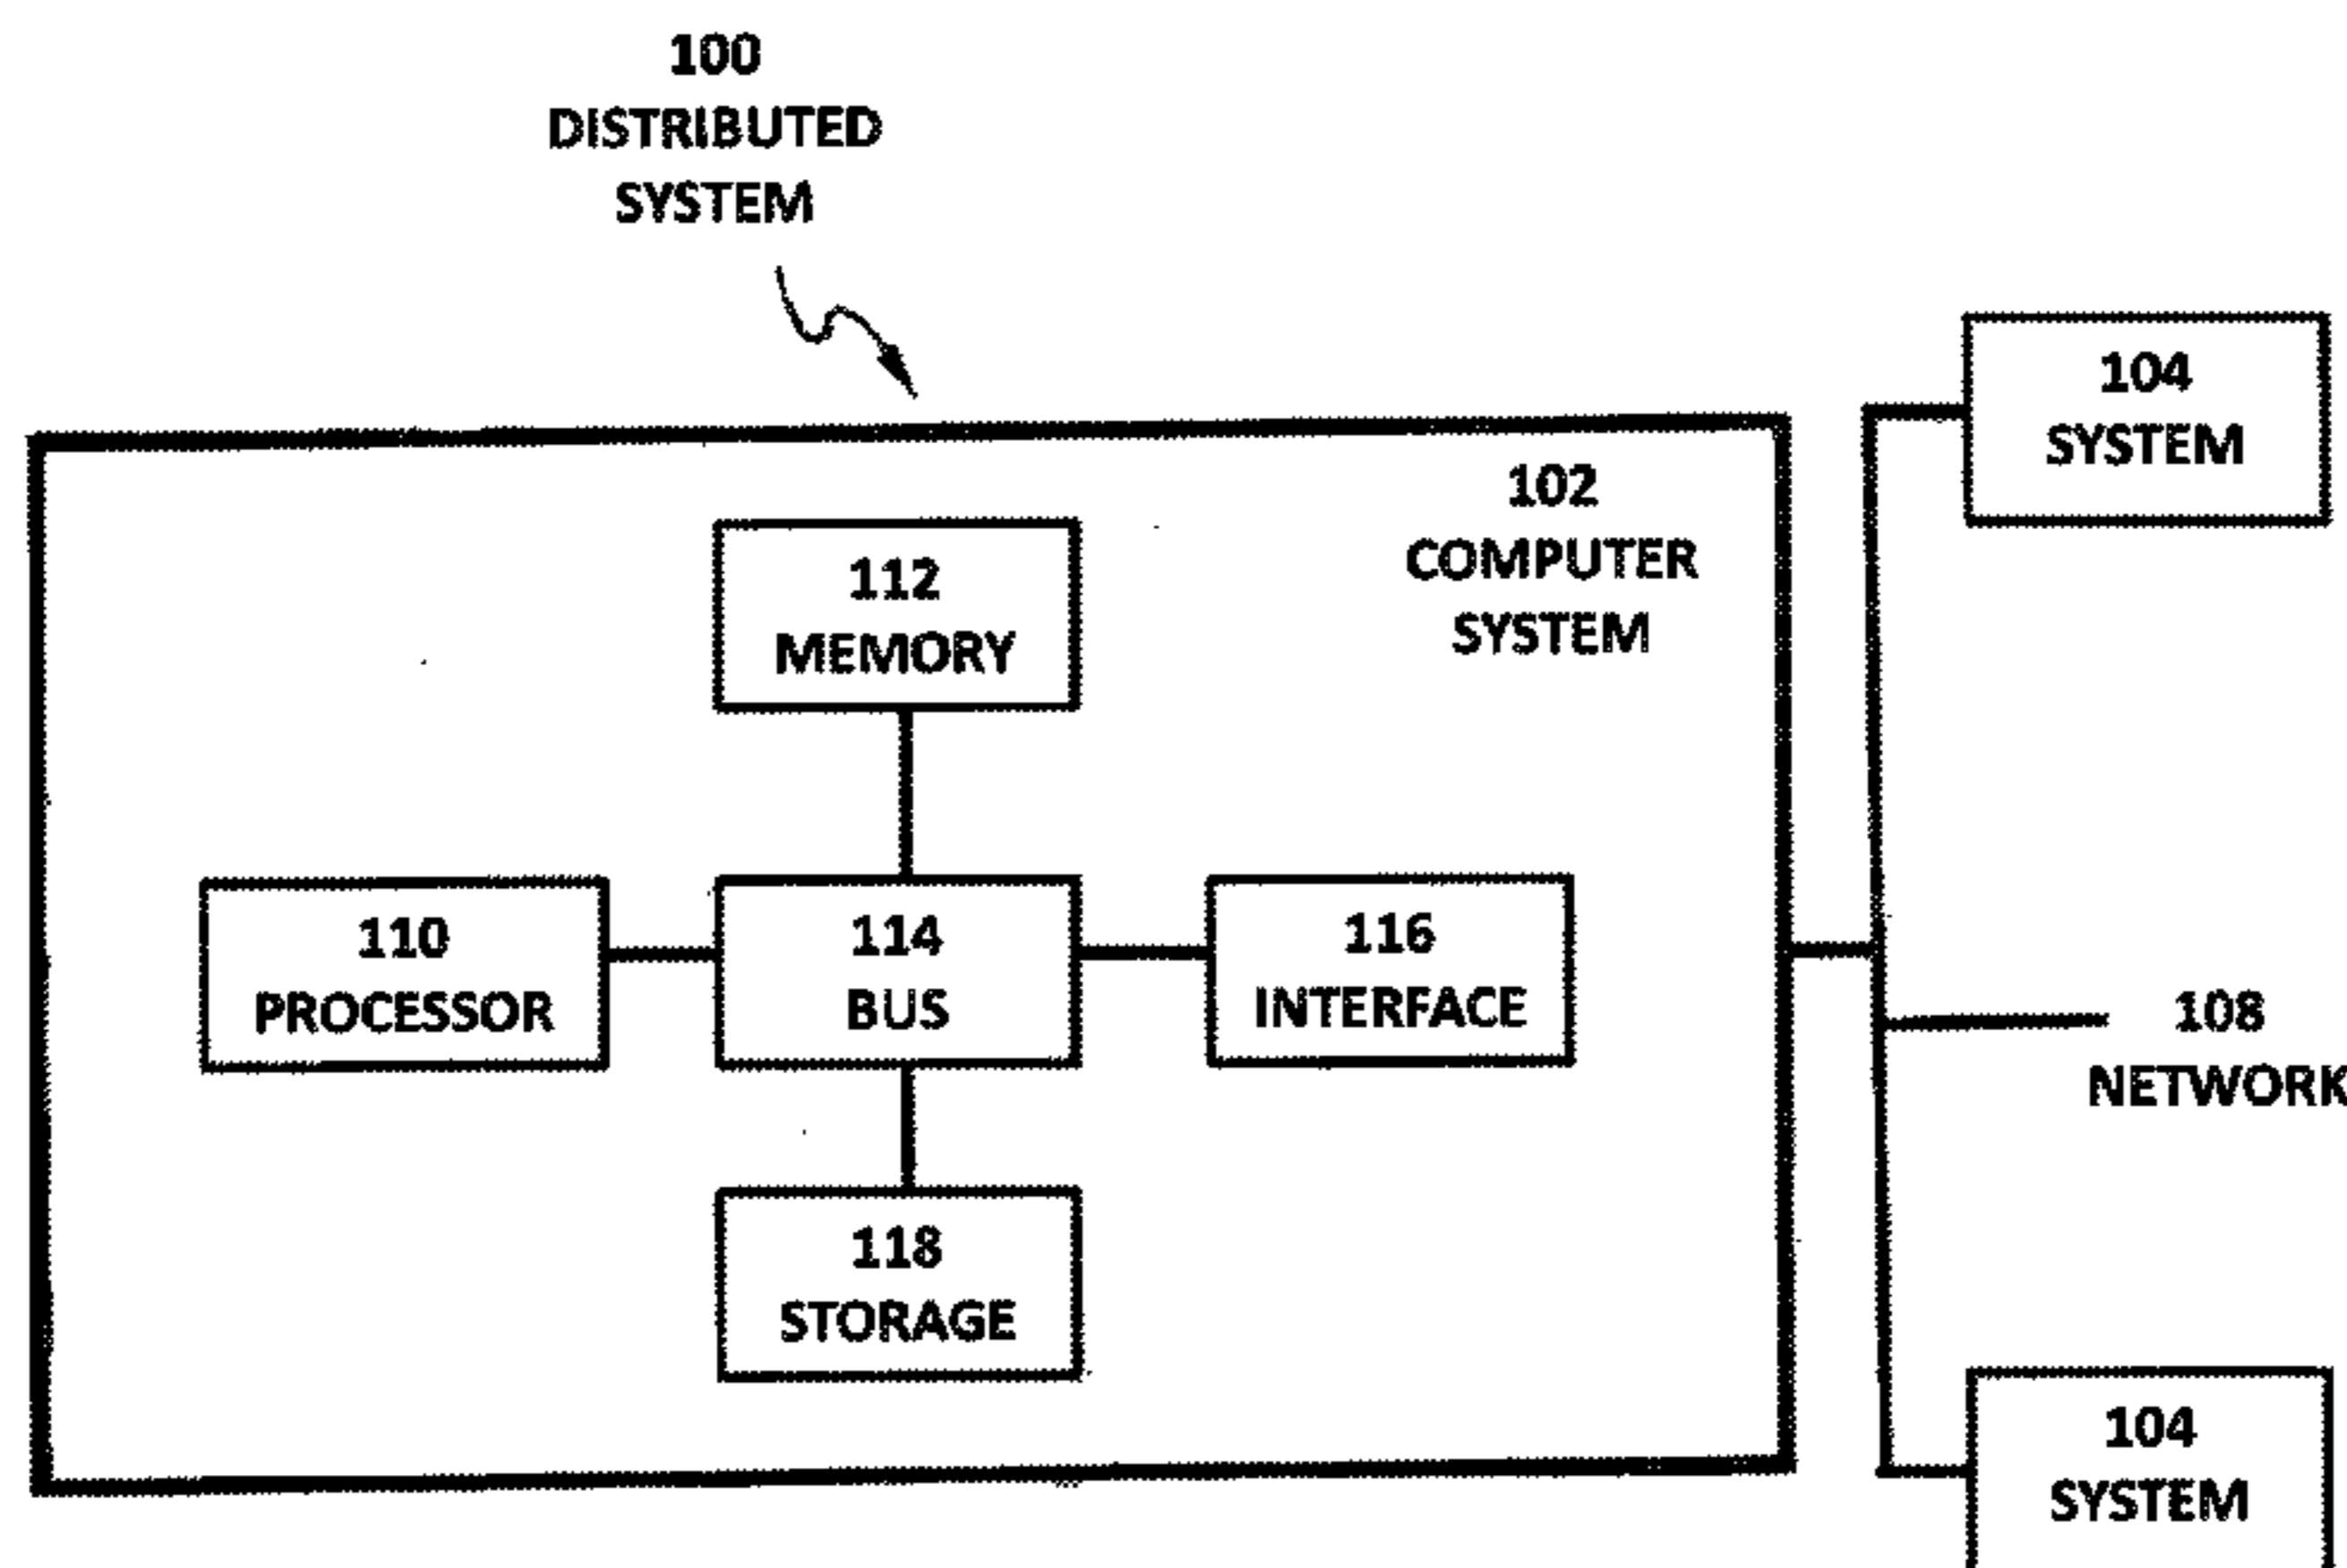 100
DISTRIBUTED
SYSTEM
104
SYSTEM
102
COMPUTER
SYSTEM
112
MEMORY
110
PROCESSOR
114
BUS
116
INTERFACE
108
NETWORK
118
STORAGE
104
SYSTEM